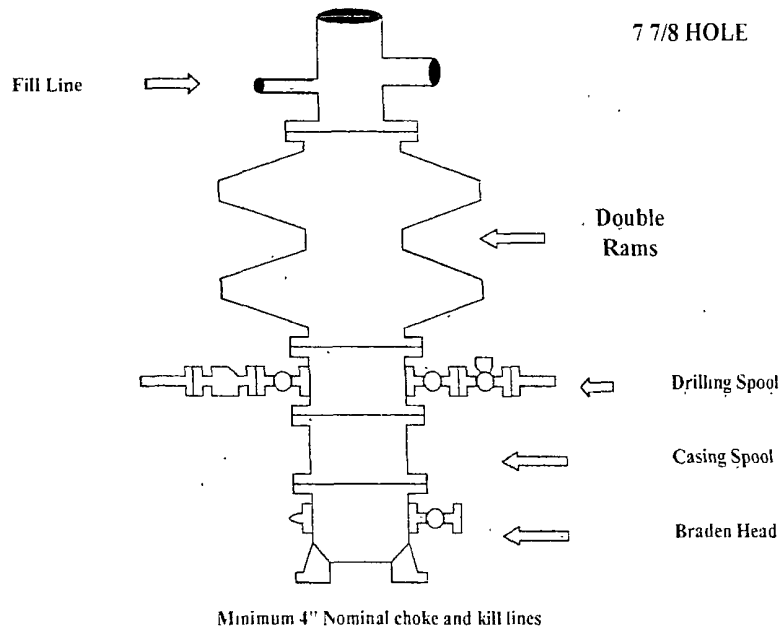 7 7/8 HOLE
Fill Line
Double
Rams
Drilling Spool
Casing Spool
Braden Head
Minimum 4" Nominal choke and kill lines